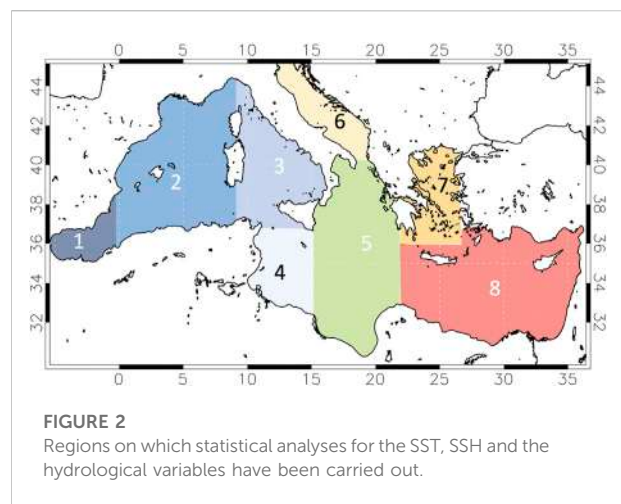 0 5 10 15 20 25 30 35
44 42 40 38 36 34 32
1 2 3 4 5 6 7 8
44 42 40 38 36 34 32
0 5 10 15 20 25 30 35
FIGURE 2
Regions on which statistical analyses for the SST, SSH and the
hydrological variables have been carried out.